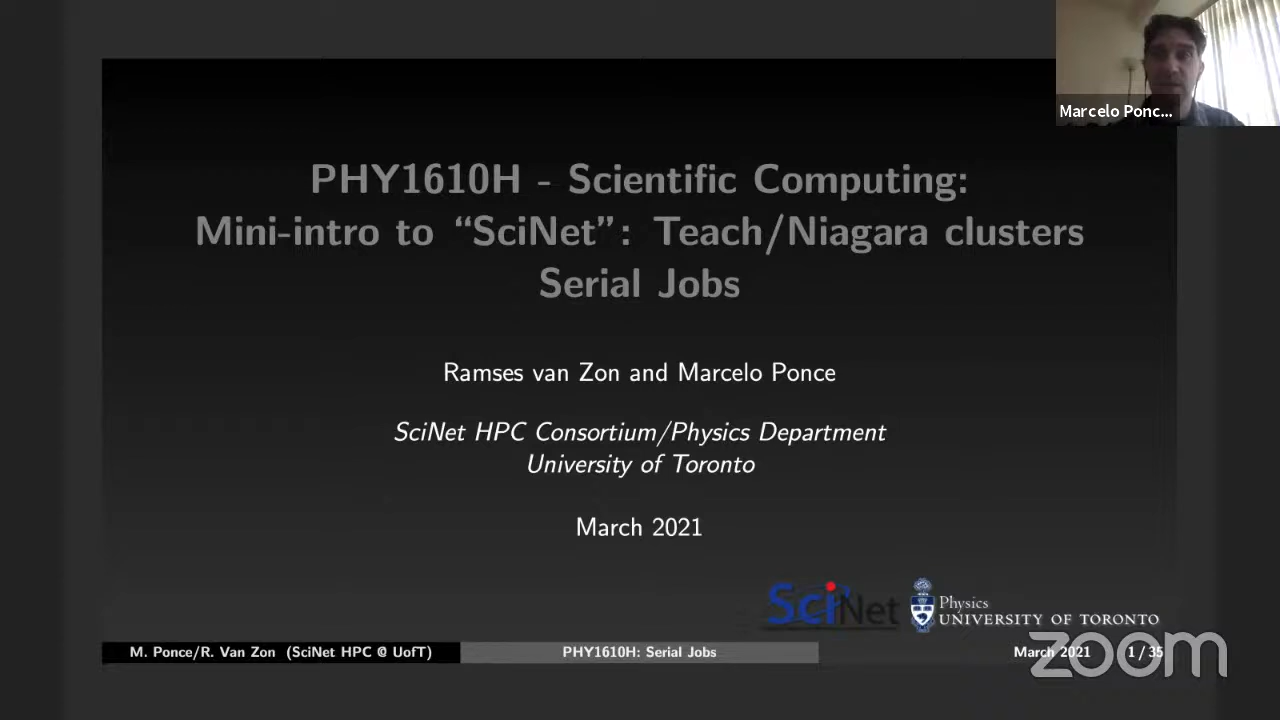 Marcelo Ponc...
PHY1610H - Scientific Computing:
Mini-intro to “SciNet”: Teach/Niagara clusters
Serial Jobs
Ramses van Zon and Marcelo Ponce
SciNet HPC Consortium/Physics Department
University of Toronto
March 2021
SciNet
Physics
UNIVERSITY OF TORONTO
M. Ponce/R. Van Zon (SciNet HPC @ UofT)
PHY1610H: Serial Jobs
March 2021
1 / 35
zoom